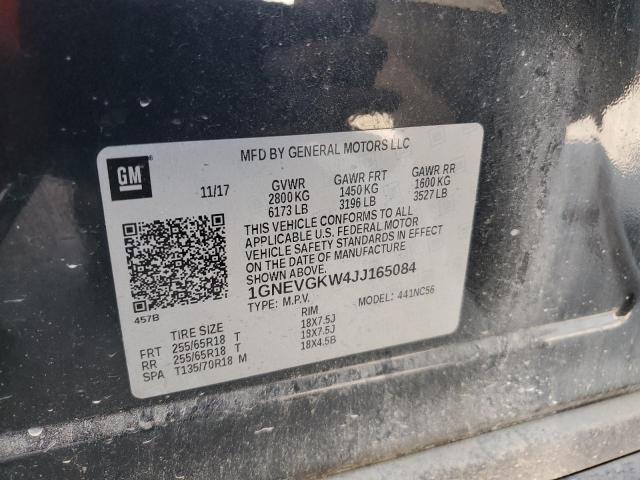 MFD BY GENERAL MOTORS LLC
GM
11/17 GVWR GAWR FRT GAWR RR
2800 KG 1450 KG 1600 KG
6173 LB 3196 LB 3527 LB
THIS VEHICLE CONFORMS TO ALL
APPLICABLE U.S. FEDERAL MOTOR
VEHICLE SAFETY STANDARDS IN EFFECT
ON THE DATE OF MANUFACTURE
SHOWN ABOVE.
1GNEVGKW4JJ165084
TYPE: M.P.V. MODEL: 441NC56
457B
TIRE SIZE RIM
FRT 255/65R18 T 18X7.5J
RR 255/65R18 T 18X7.5J
SPA T135/70R18 M 18X4.5B